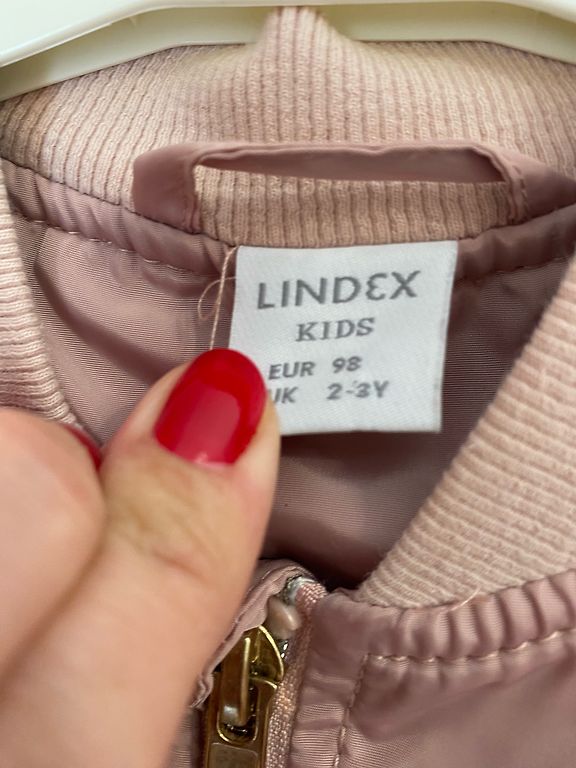 LINDEX
KIDS
EUR 98
UK 2-3Y